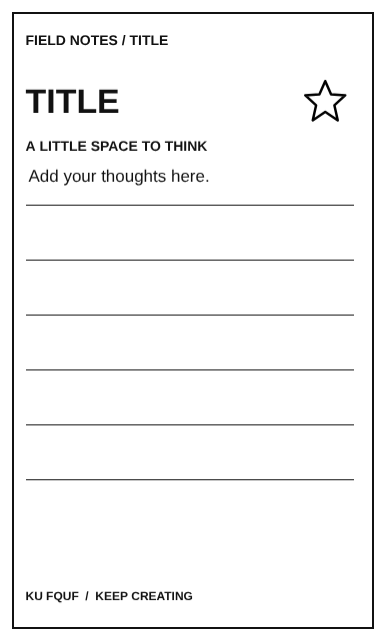 FIELD NOTES / TITLE
TITLE
A LITTLE SPACE TO THINK
Add your thoughts here.
KU FQUF / KEEP CREATING